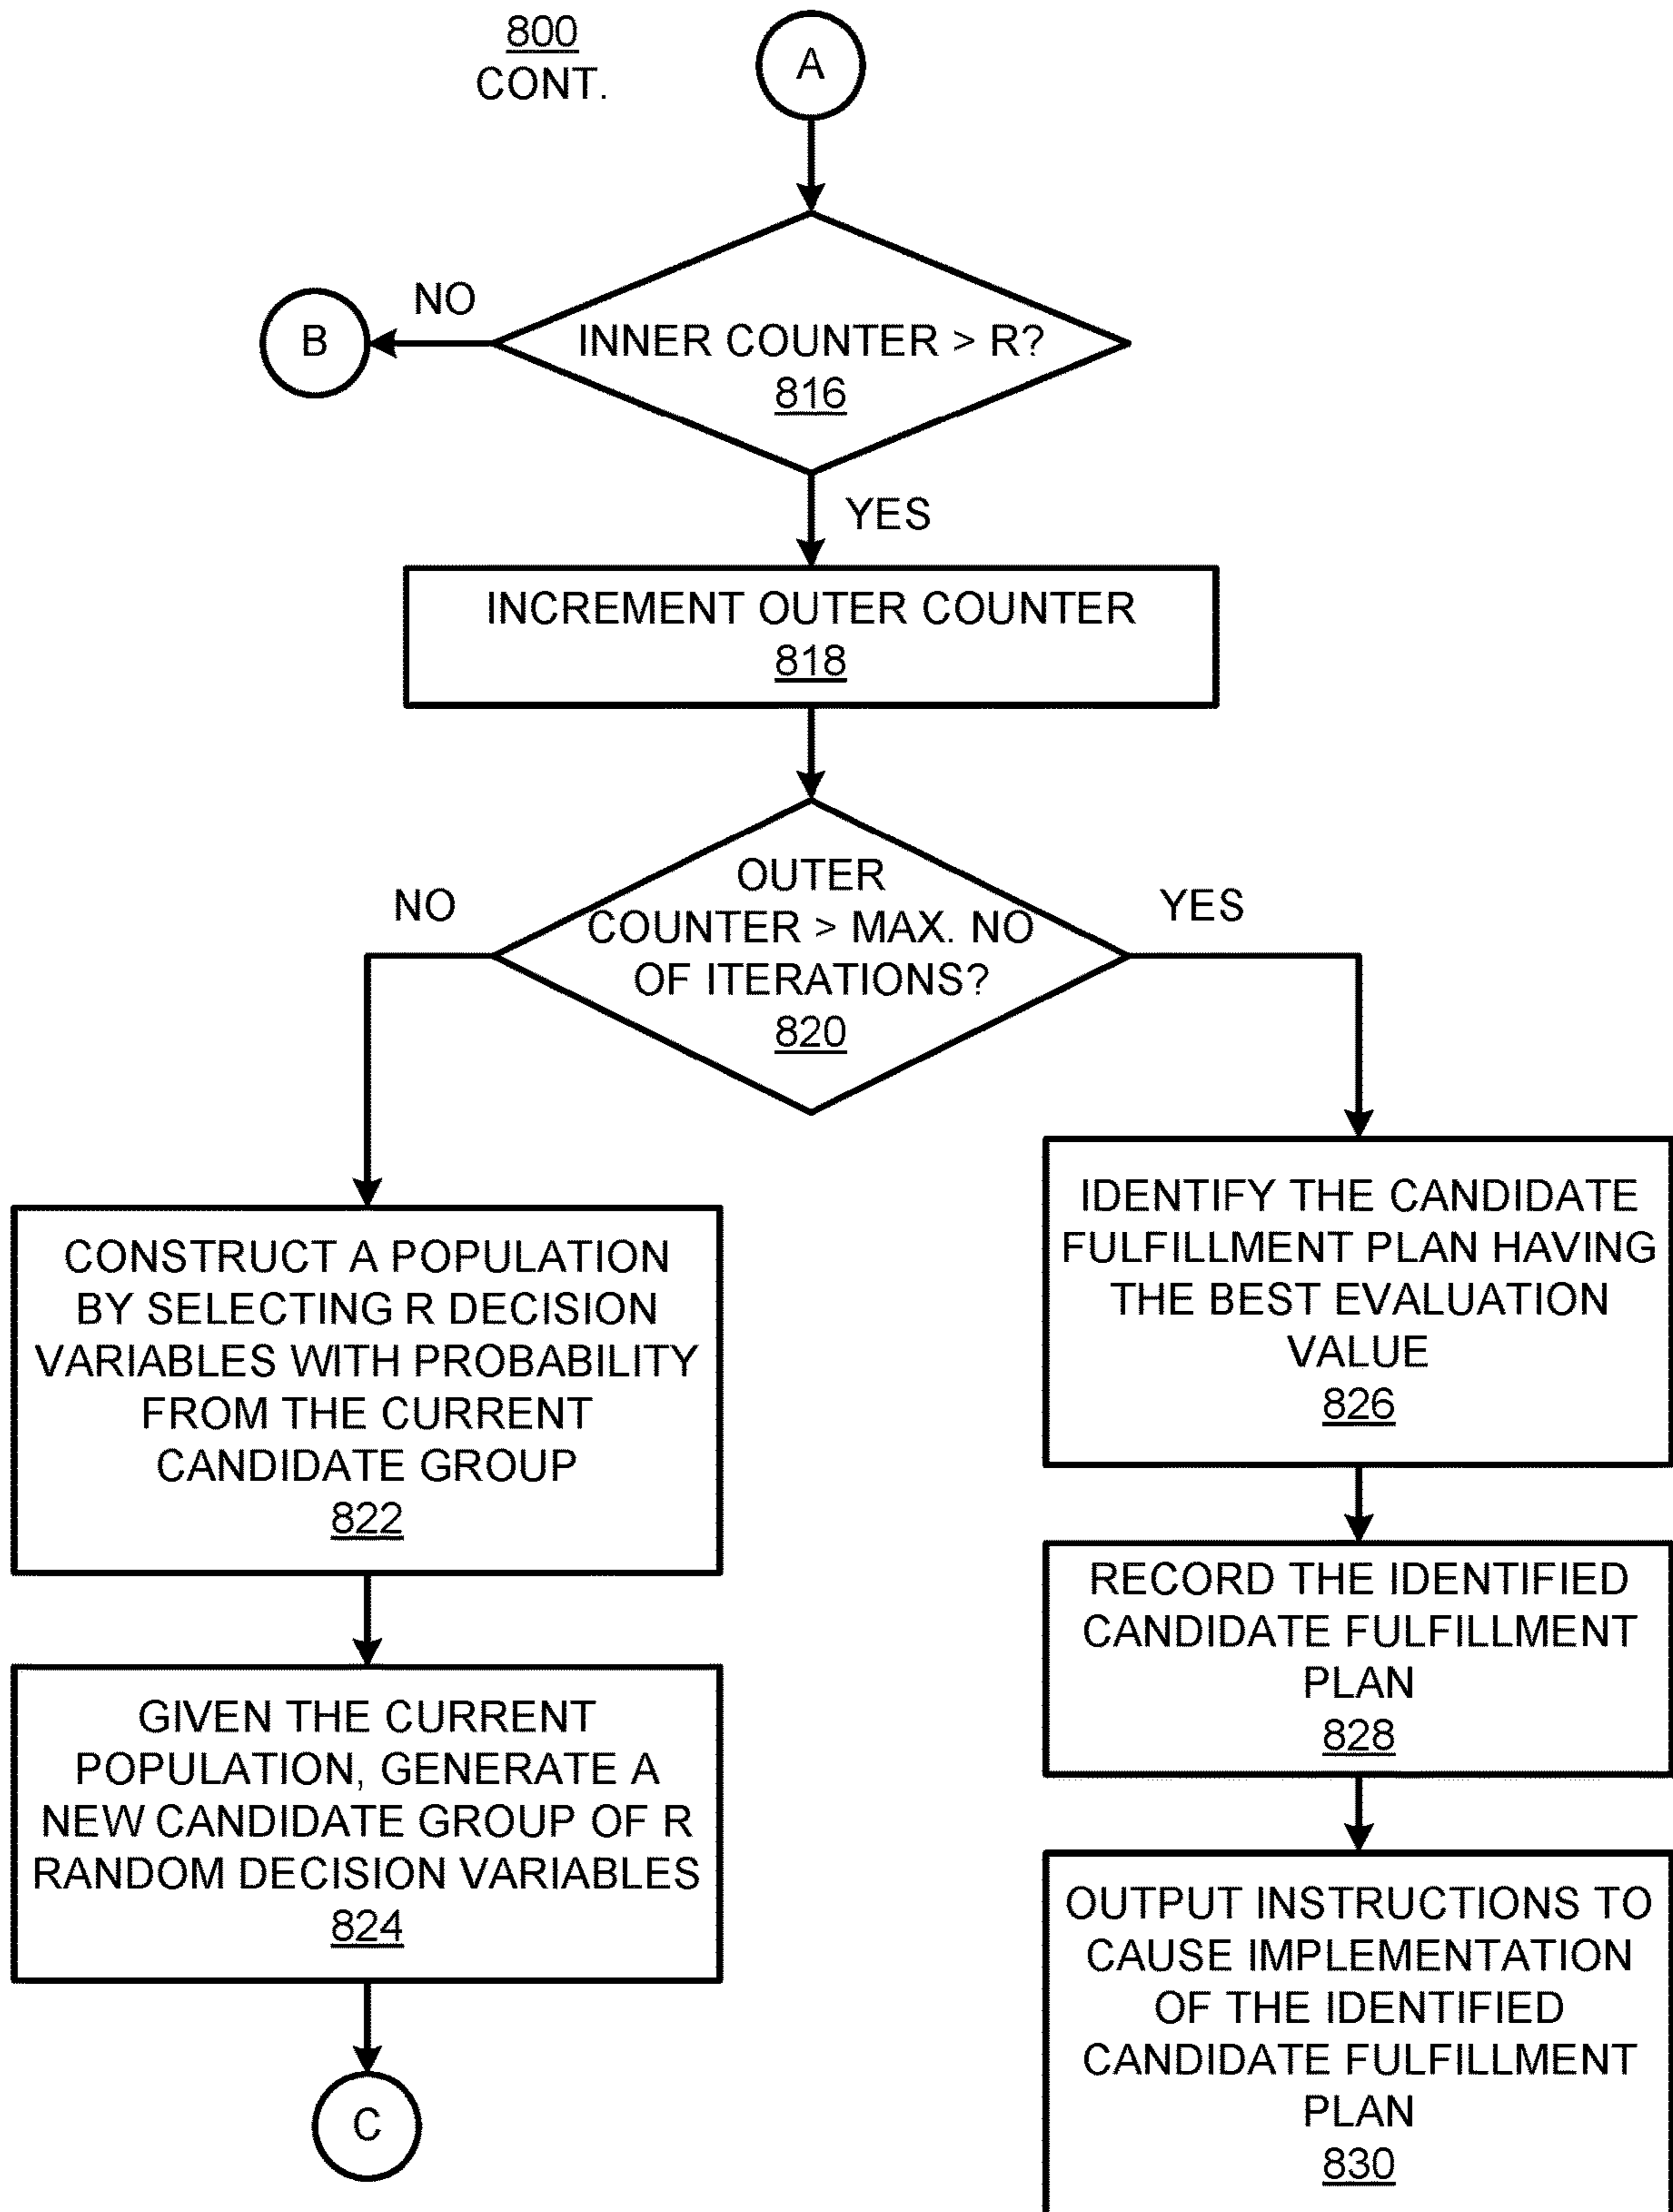 800
CONT.
A
NO
B
INNER COUNTER > R?
816
YES
INCREMENT OUTER COUNTER
818
NO
OUTER
COUNTER > MAX. NO
OF ITERATIONS?
820
YES
CONSTRUCT A POPULATION
BY SELECTING R DECISION
VARIABLES WITH PROBABILITY
FROM THE CURRENT
CANDIDATE GROUP
822
GIVEN THE CURRENT
POPULATION, GENERATE A
NEW CANDIDATE GROUP OF R
RANDOM DECISION VARIABLES
824
C
IDENTIFY THE CANDIDATE
FULFILLMENT PLAN HAVING
THE BEST EVALUATION
VALUE
826
RECORD THE IDENTIFIED
CANDIDATE FULFILLMENT
PLAN
828
OUTPUT INSTRUCTIONS TO
CAUSE IMPLEMENTATION
OF THE IDENTIFIED
CANDIDATE FULFILLMENT
PLAN
830